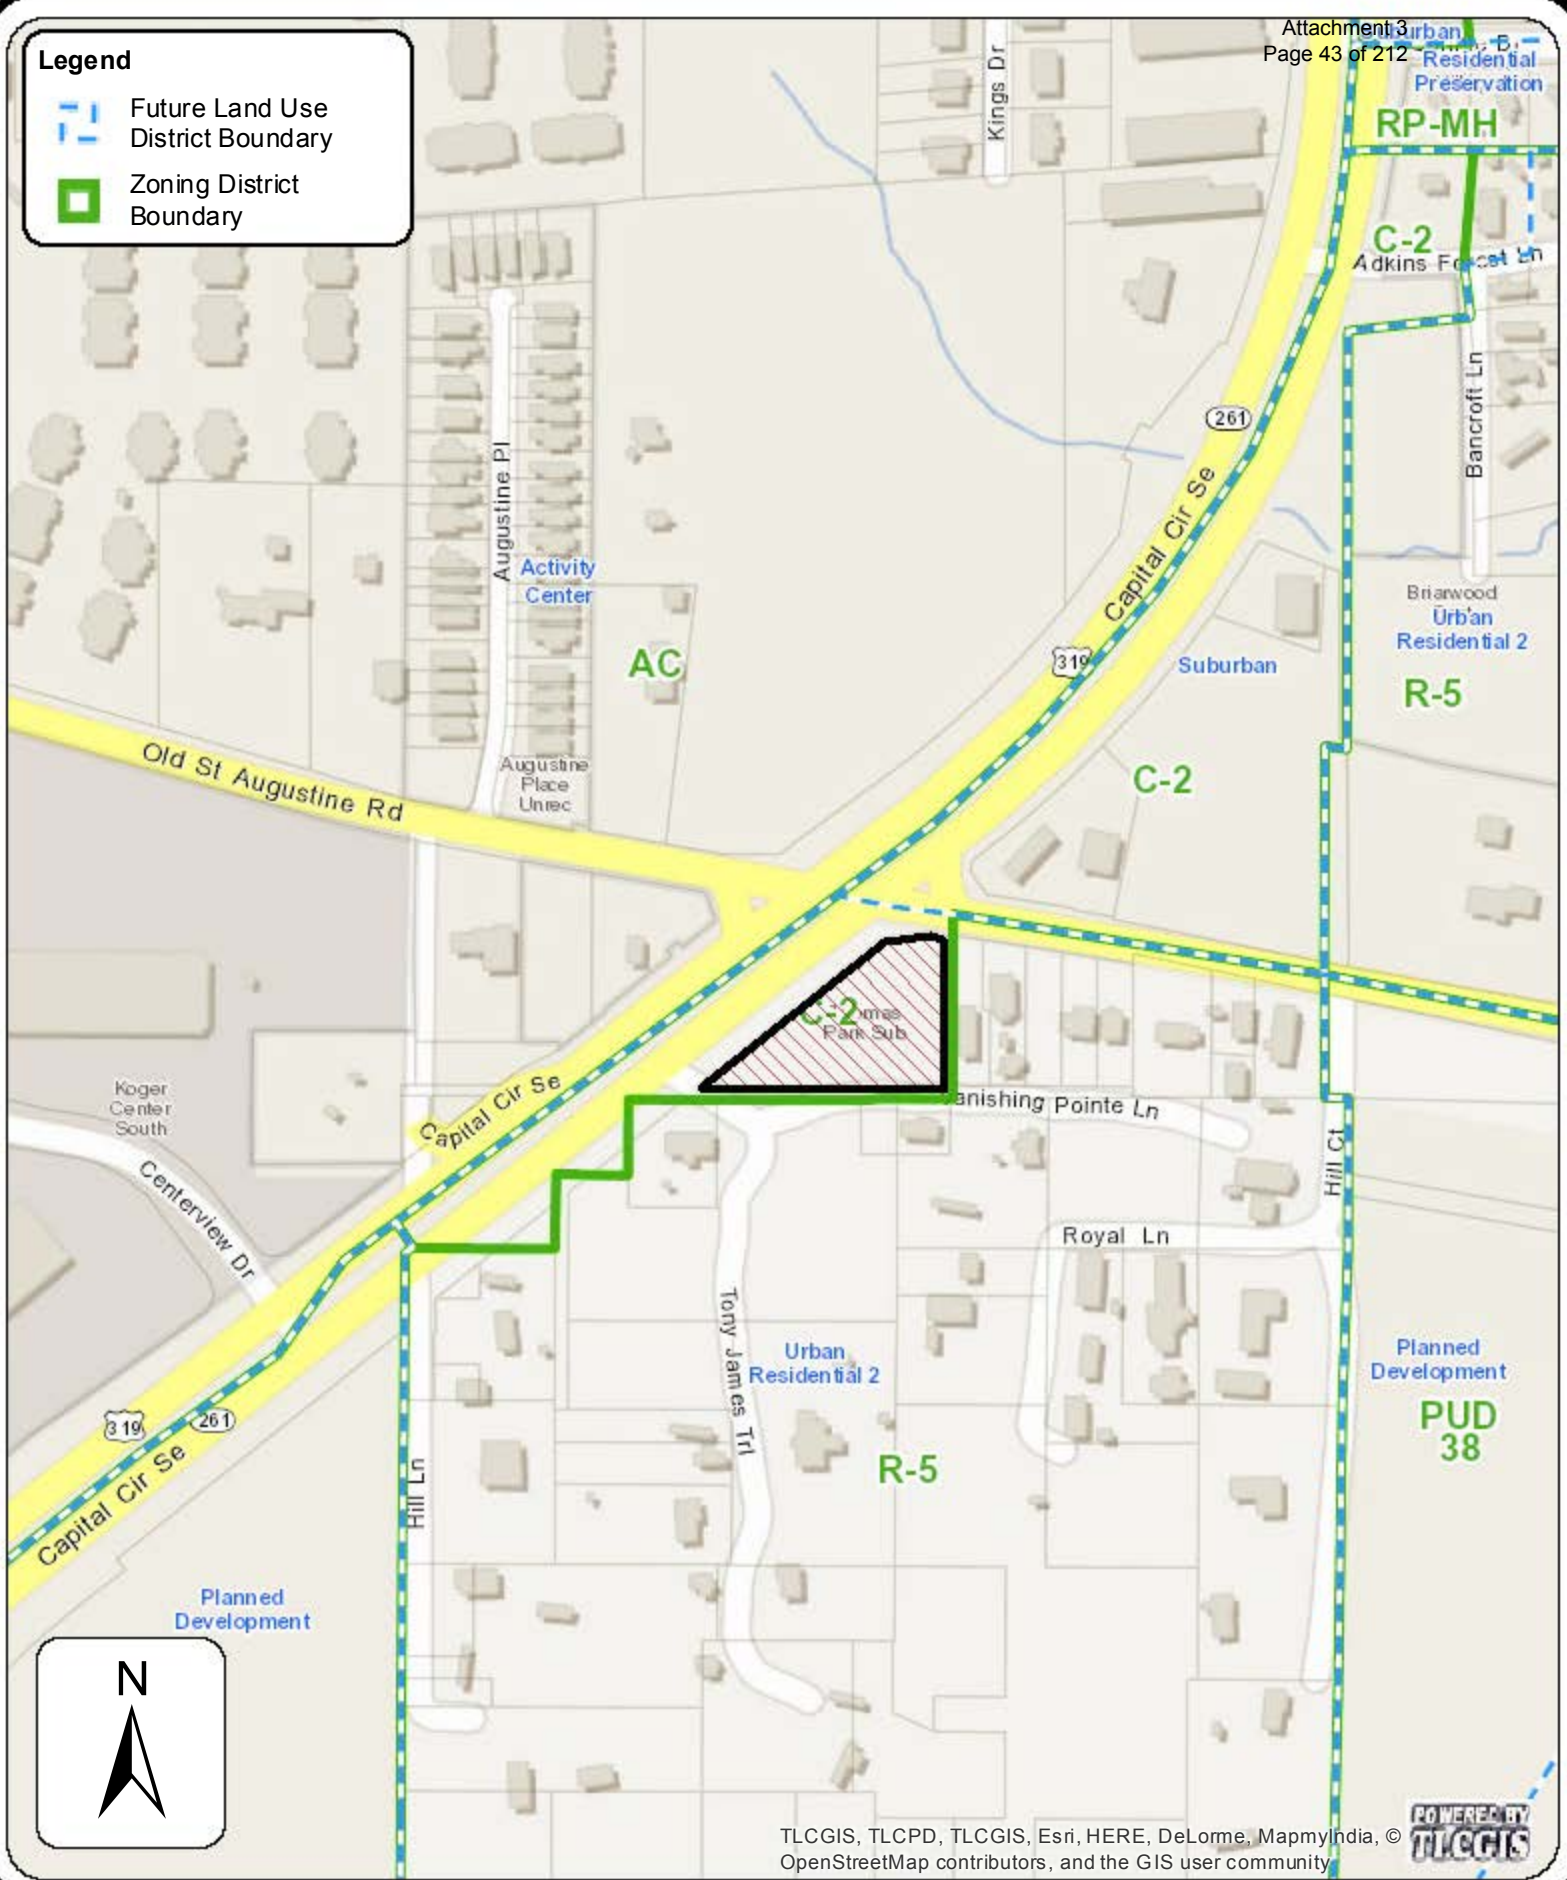 Attachment 3
Page 43 of 212
Legend
Future Land Use
District Boundary
Zoning District
Boundary
Kings Dr
Suburban
Residential
Preservation
RP-MH
C-2
Adkins Forest Ln
Bancroft Ln
261
Capital Cir Se
319
Augustine Pl
Activity
Center
AC
Briarwood
Urban
Residential 2
R-5
Suburban
C-2
Old St Augustine Rd
Augustine
Place
Unrec
C-2
Park Sub
Koger
Center
South
Capital Cir Se
anishing Pointe Ln
Hill Ct
Centerview Dr
Royal Ln
Tony James Trl
Urban
Residential 2
R-5
Planned
Development
PUD
38
319
261
Capital Cir Se
Hill Ln
Planned
Development
N
TLCGIS, TLCPD, TLCGIS, Esri, HERE, DeLorme, MapmyIndia, ©
OpenStreetMap contributors, and the GIS user community
POWERED BY
TLCGIS